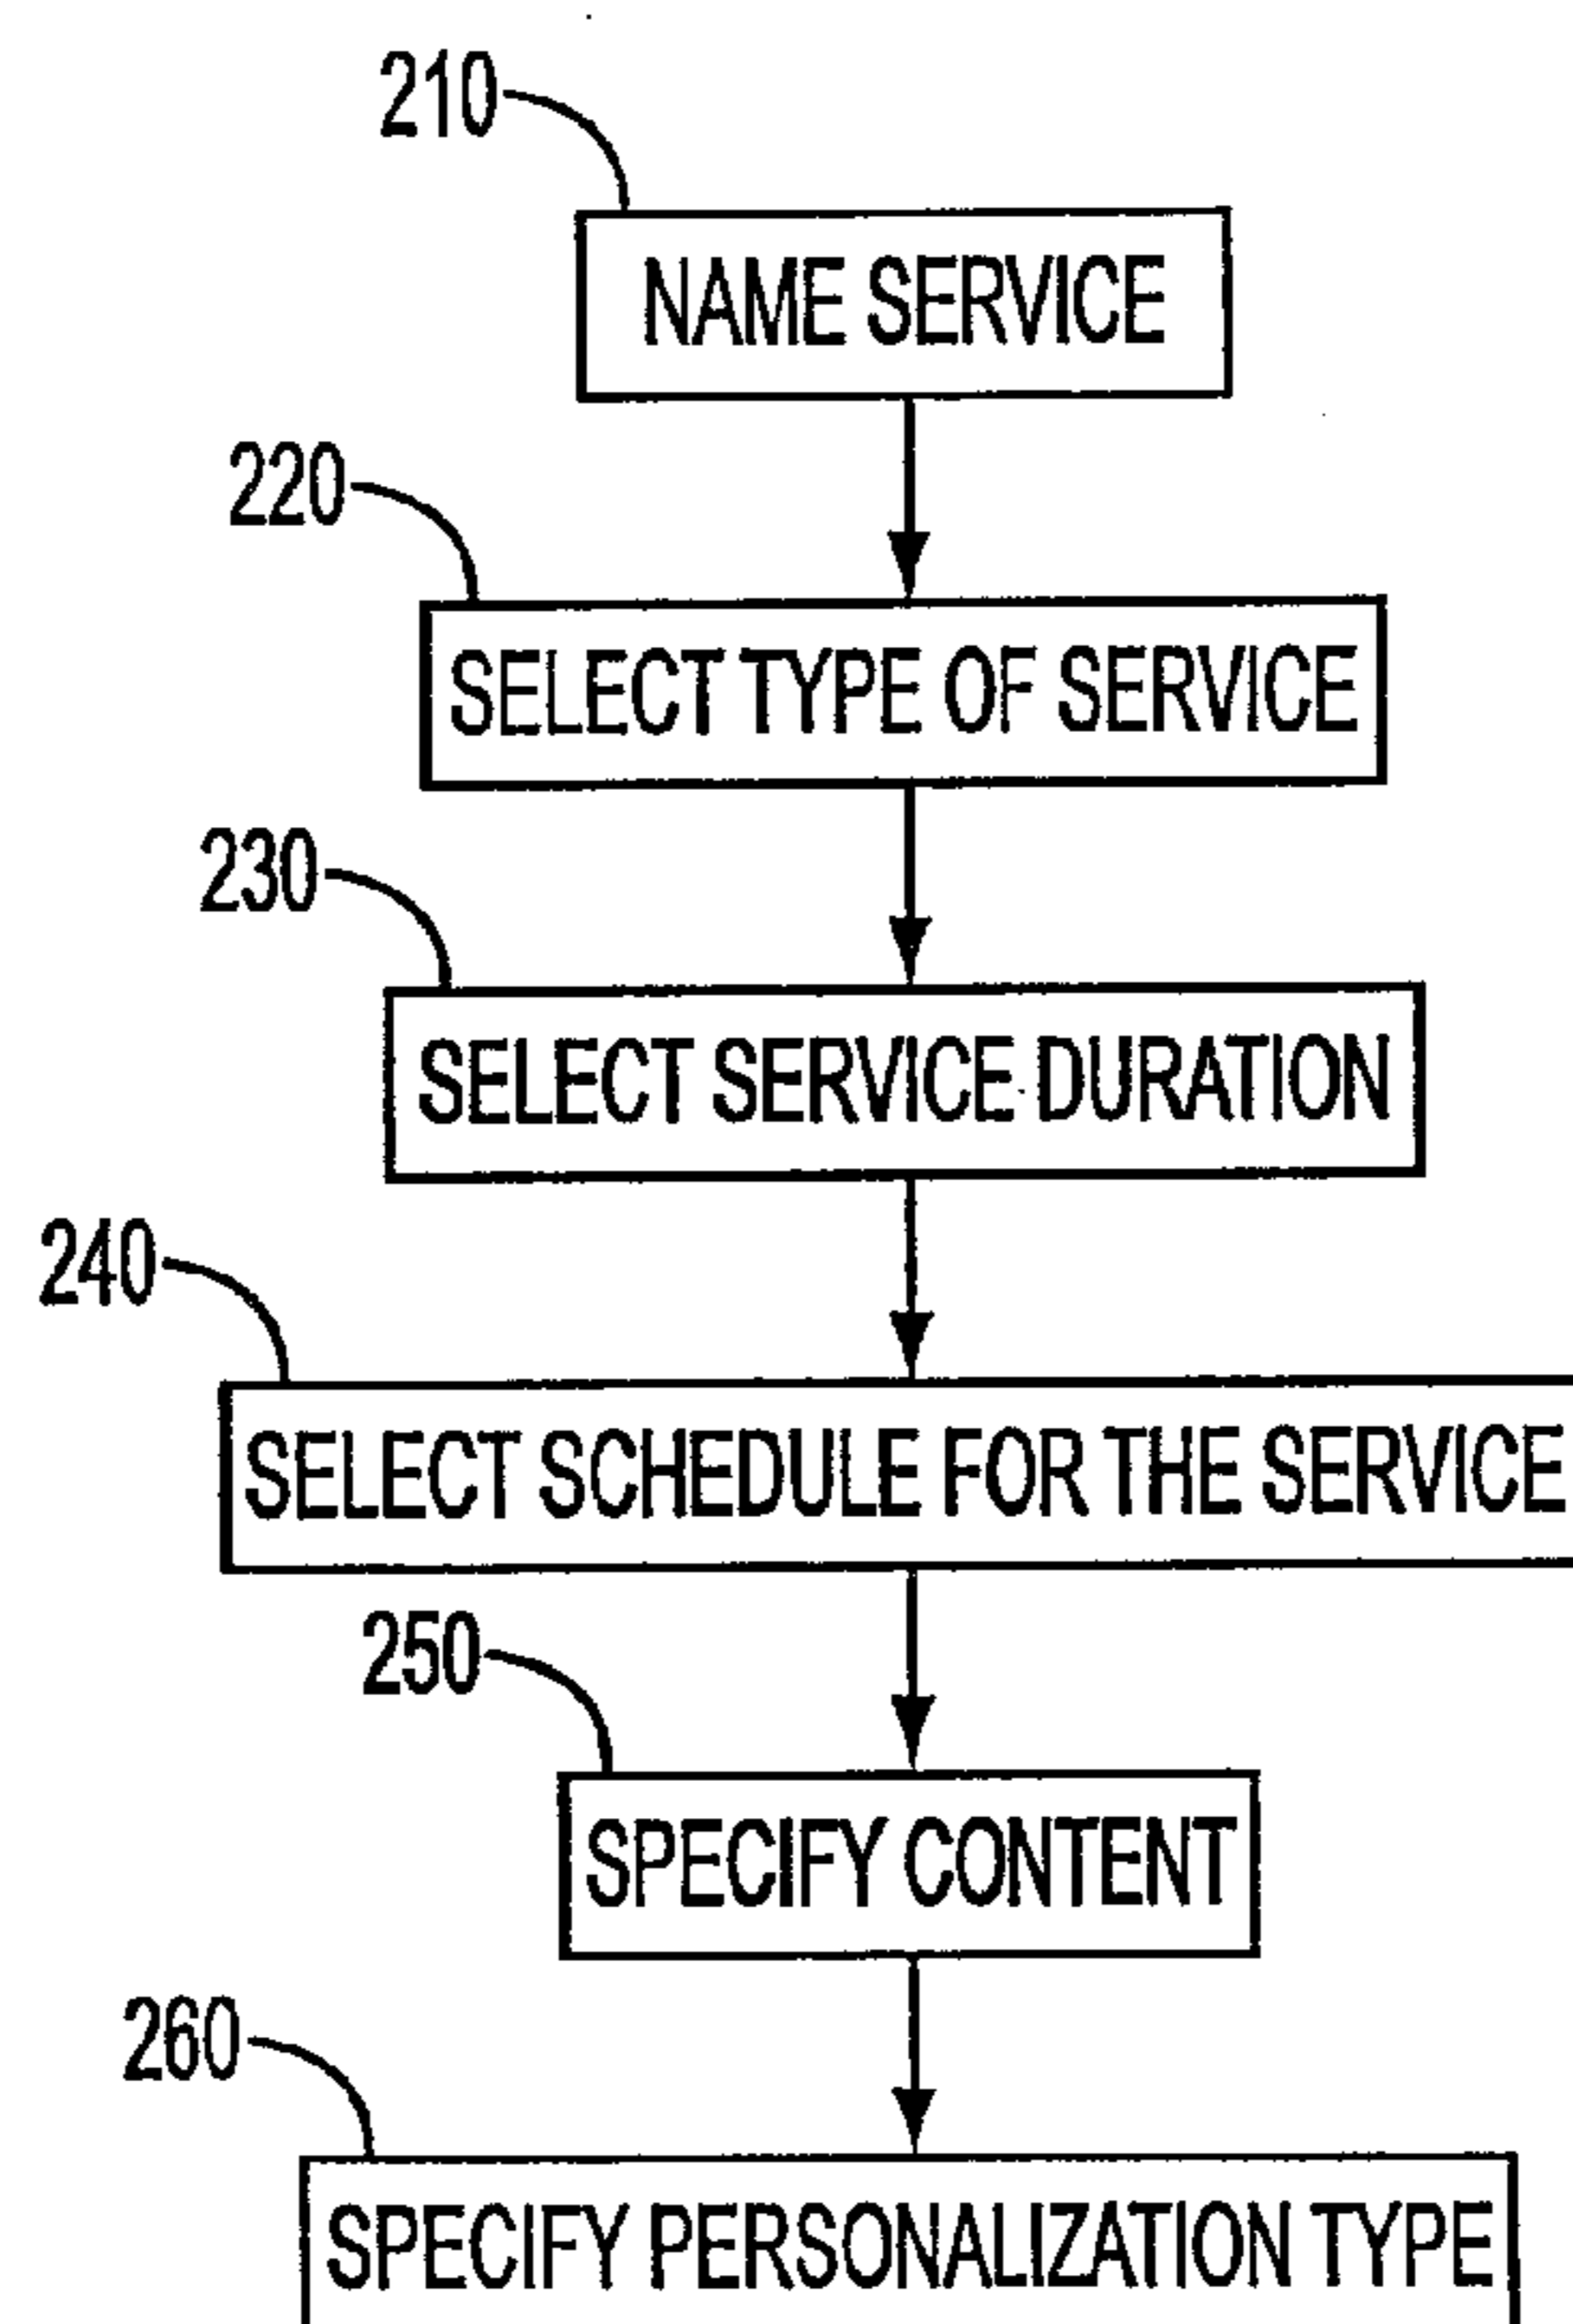 210
NAME SERVICE
220
SELECT TYPE OF SERVICE
230
SELECT SERVICE DURATION
240
SELECT SCHEDULE FOR THE SERVICE
250
SPECIFY CONTENT
260
SPECIFY PERSONALIZATION TYPE